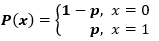 P(x) = { 1 − p, x = 0
p, x = 1